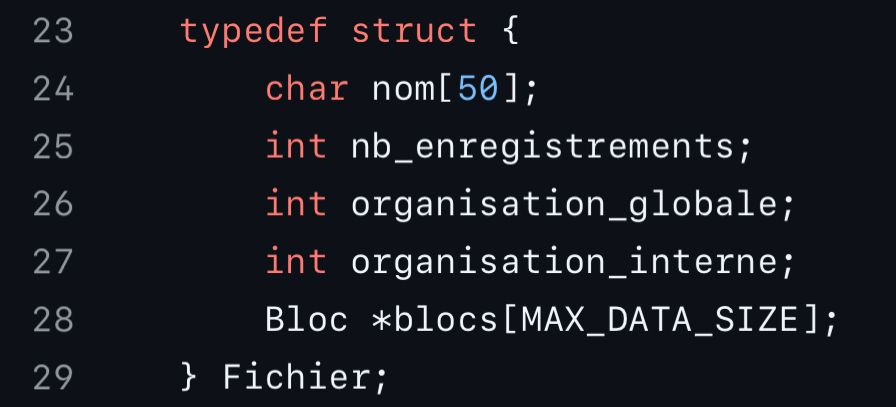 23 typedef struct {
24 char nom[50];
25 int nb_enregistrements;
26 int organisation_globale;
27 int organisation_interne;
28 Bloc *blocs[MAX_DATA_SIZE];
29 } Fichier;